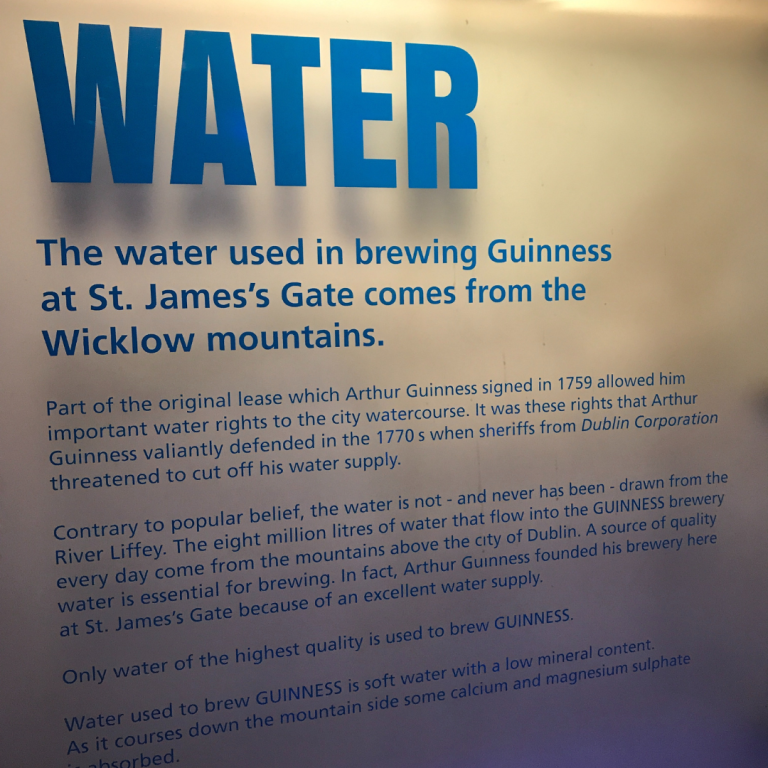 WATER
The water used in brewing Guinness
at St. James's Gate comes from the
Wicklow mountains.
Part of the original lease which Arthur Guinness signed in 1759 allowed him
important water rights to the city watercourse. It was these rights that Arthur
Guinness valiantly defended in the 1770s when sheriffs from Dublin Corporation
threatened to cut off his water supply.
Contrary to popular belief, the water is not - and never has been - drawn from the
River Liffey. The eight million litres of water that flow into the GUINNESS brewery
every day come from the mountains above the city of Dublin. A source of quality
water is essential for brewing. In fact, Arthur Guinness founded his brewery here
at St. James's Gate because of an excellent water supply.
Only water of the highest quality is used to brew GUINNESS.
Water used to brew GUINNESS is soft water with a low mineral content.
As it courses down the mountain side some calcium and magnesium sulphate
is absorbed.